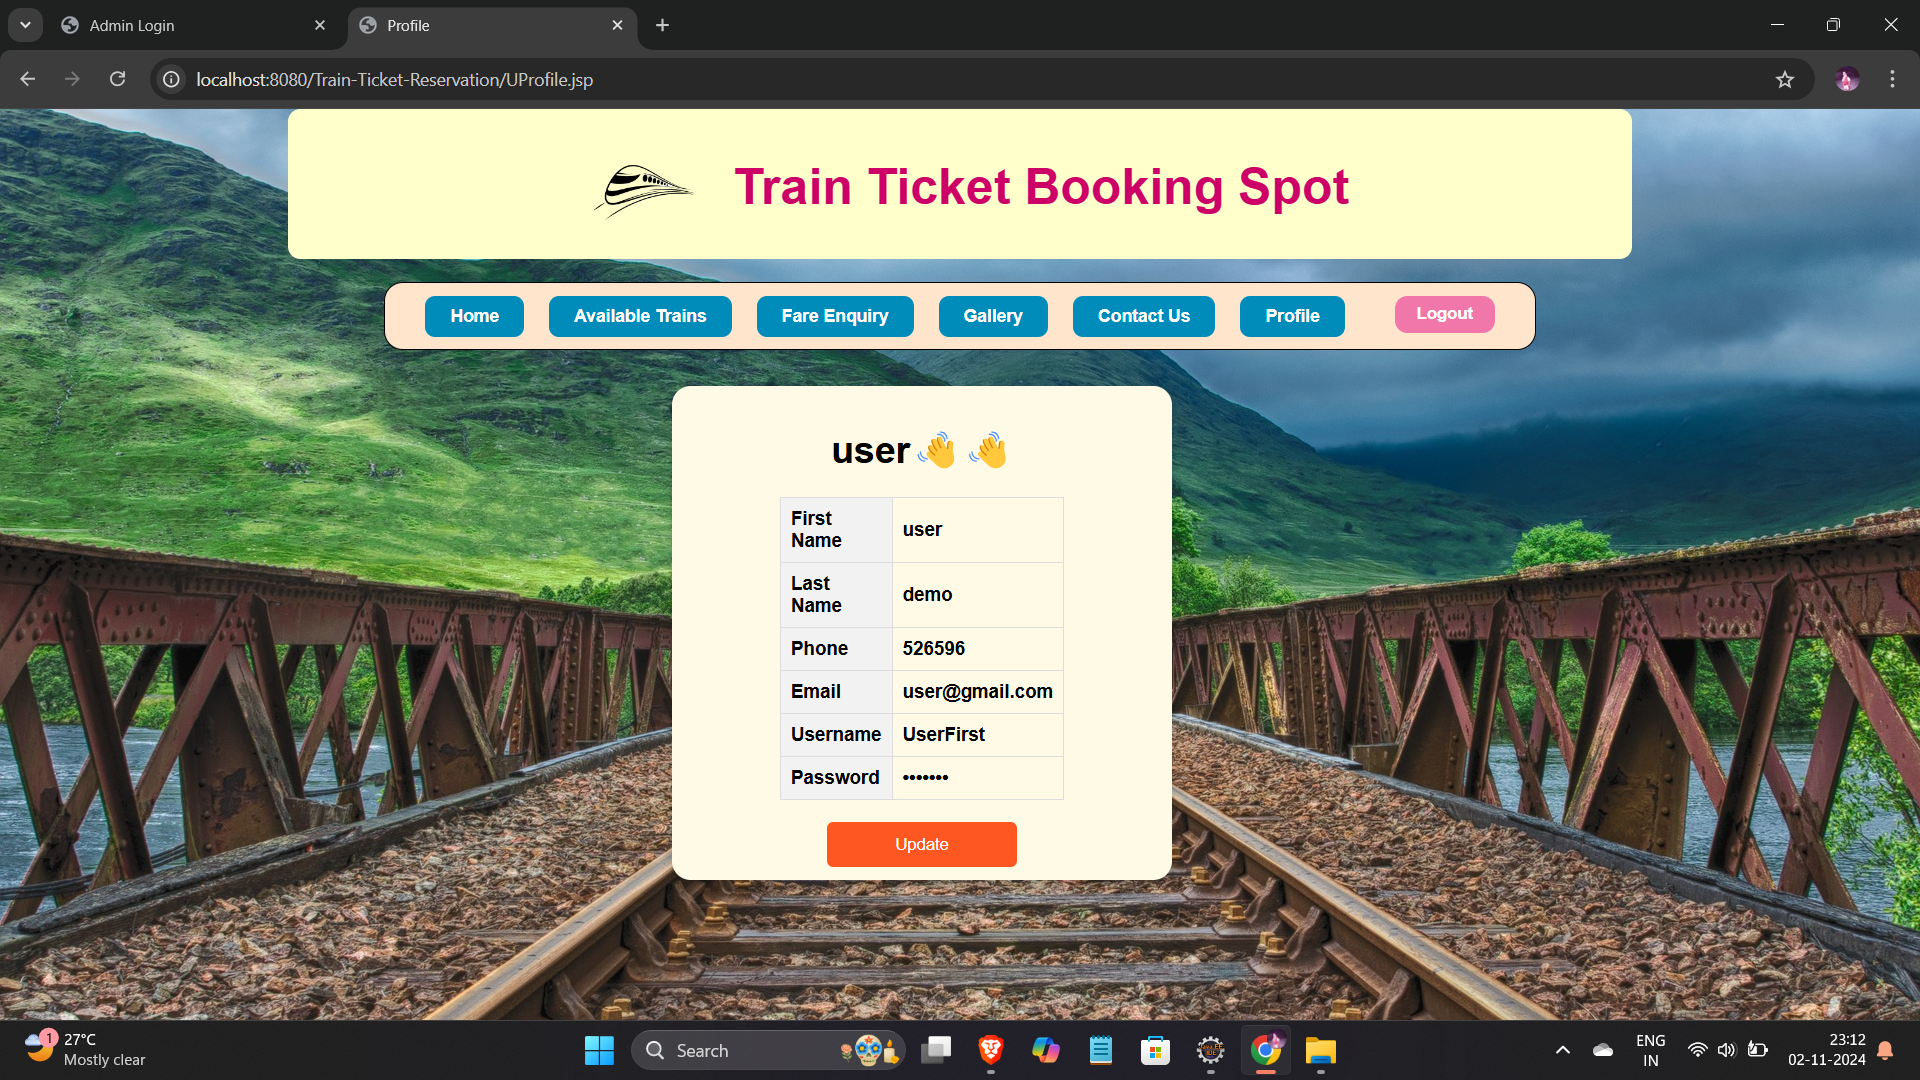 Admin Login
Profile
localhost:8080/Train-Ticket-Reservation/UProfile.jsp
Train Ticket Booking Spot
Home
Available Trains
Fare Enquiry
Gallery
Contact Us
Profile
Logout
user👋 👋
First
Name
user
Last
Name
demo
Phone
526596
Email
user@gmail.com
Username
UserFirst
Password
•••••••
Update
1
27°C
Mostly clear
Search
ENG
IN
23:12
02-11-2024